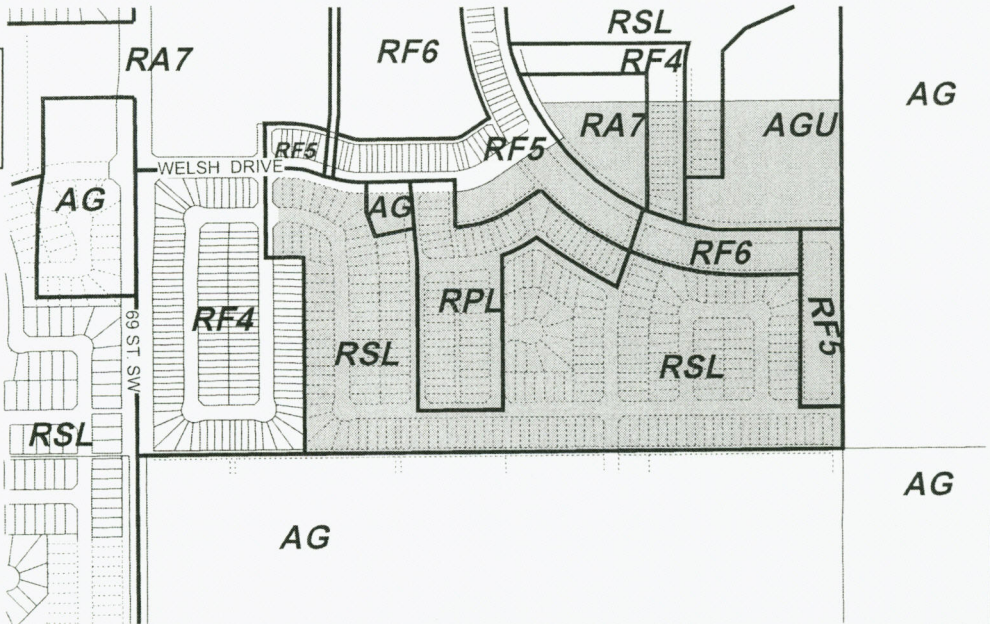 RSL
RA7
RF6
RF4
AG
RA7
AGU
RF5
RF5
WELSH DRIVE
AG
AG
RF6
RPL
RF4
69 ST. SW
RSL
RSL
RF5
RSL
AG
AG